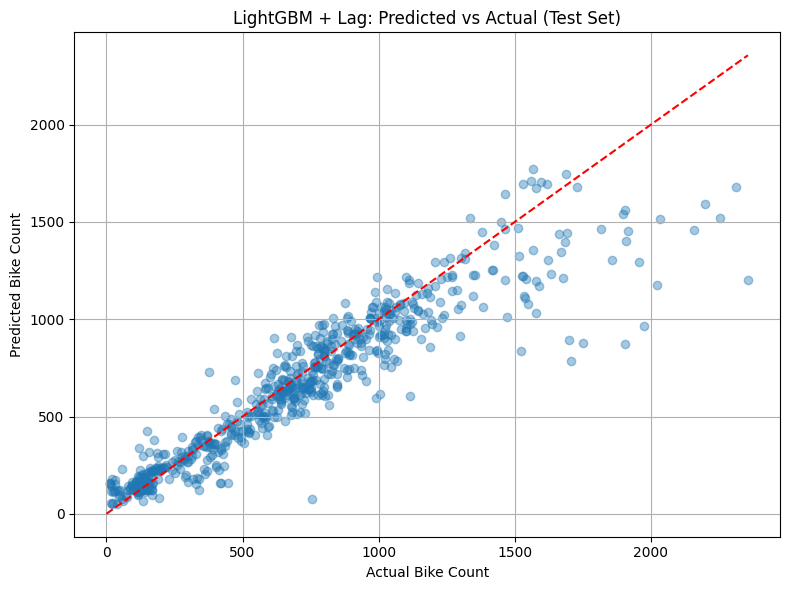 LightGBM + Lag: Predicted vs Actual (Test Set)
Predicted Bike Count
2000
1500
1000
500
0
0 500 1000 1500 2000
Actual Bike Count